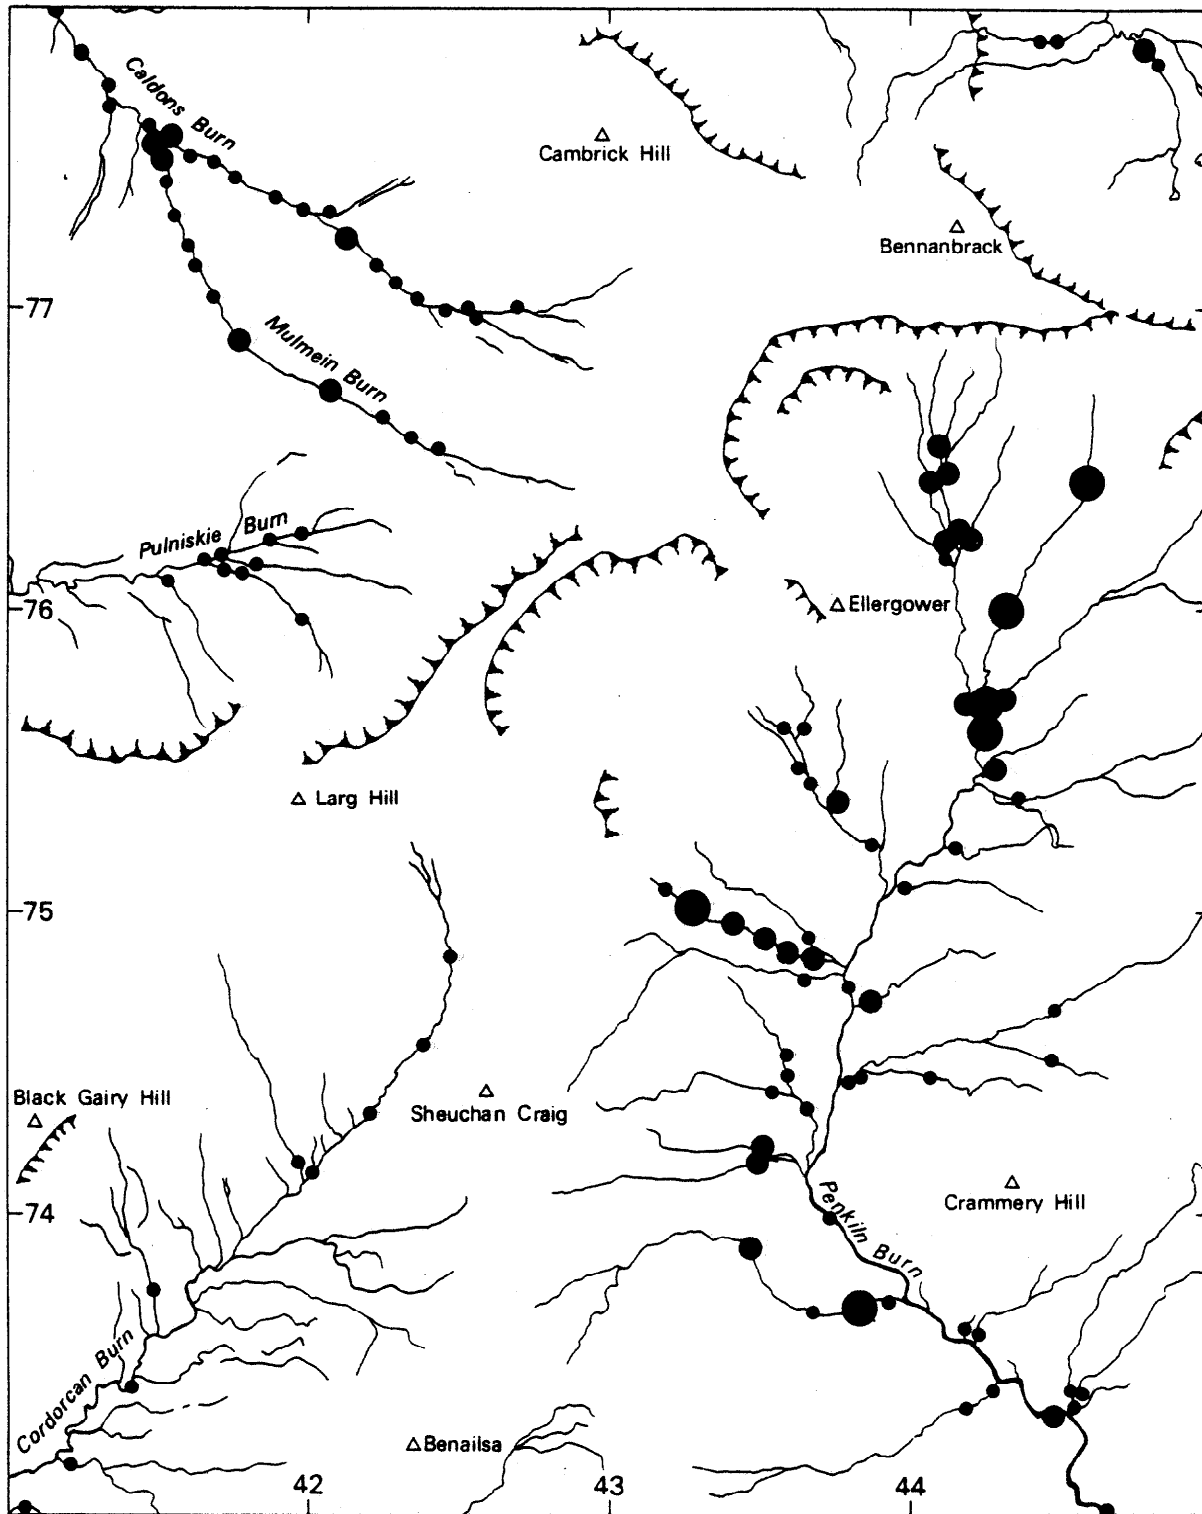 Caldons Burn
Cambrick Hill
Bennanbrack
77
Mulmein Burn
Pulniskie Burn
76
Ellergower
Larg Hill
75
Black Gairy Hill
Sheuchan Craig
74
Crammery Hill
Penkiln Burn
Cordorcan Burn
Benailsa
42
43
44